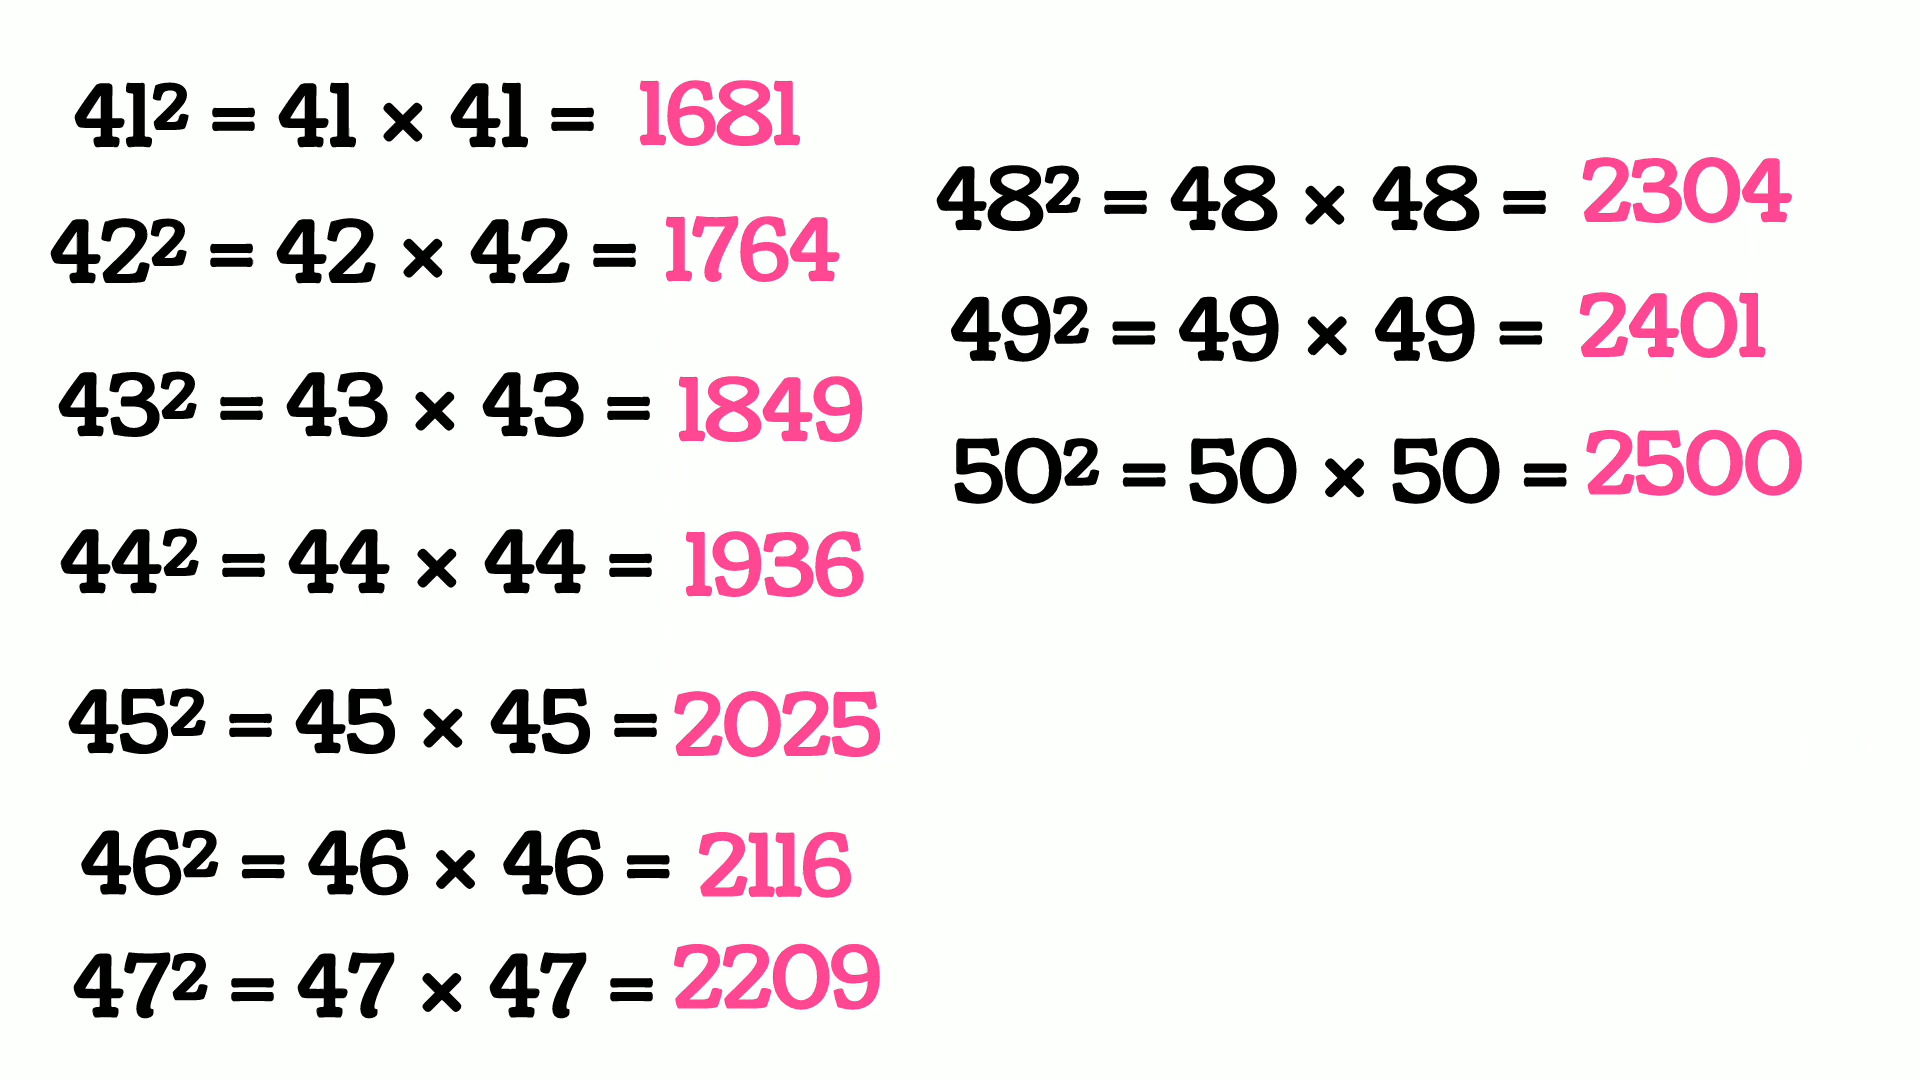 41² = 41 × 41 = 1681
42² = 42 × 42 = 1764
43² = 43 × 43 = 1849
44² = 44 × 44 = 1936
45² = 45 × 45 = 2025
46² = 46 × 46 = 2116
47² = 47 × 47 = 2209
48² = 48 × 48 = 2304
49² = 49 × 49 = 2401
50² = 50 × 50 = 2500